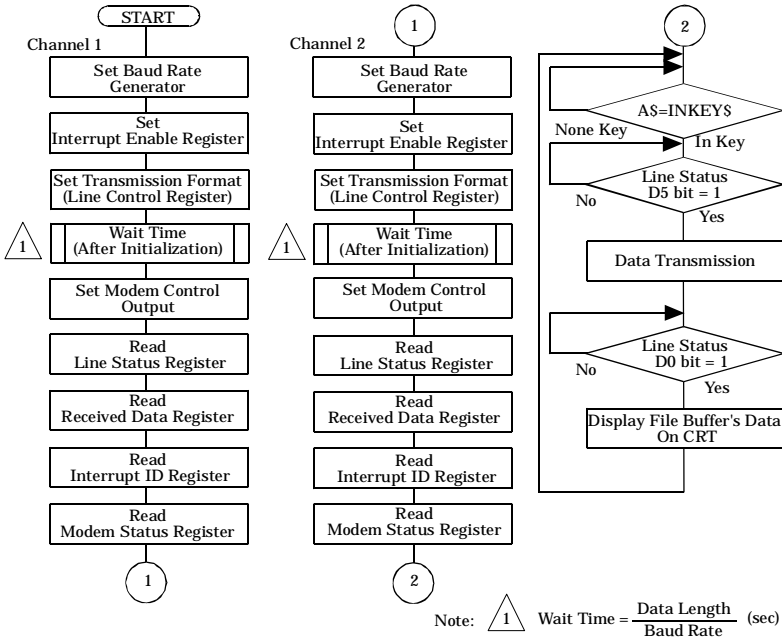 START
Channel 1
Set Baud Rate
Generator
Set
Interrupt Enable Register
Set Transmission Format
(Line Control Register)
1
Wait Time
(After Initialization)
Set Modem Control
Output
Read
Line Status Register
Read
Received Data Register
Read
Interrupt ID Register
Read
Modem Status Register
1
1
Channel 2
Set Baud Rate
Generator
Set
Interrupt Enable Register
Set Transmission Format
(Line Control Register)
1
Wait Time
(After Initialization)
Set Modem Control
Output
Read
Line Status Register
Read
Received Data Register
Read
Interrupt ID Register
Read
Modem Status Register
2
2
A$=INKEY$
None Key
In Key
Line Status
D5 bit = 1
No
Yes
Data Transmission
Line Status
D0 bit = 1
No
Yes
Display File Buffer's Data
On CRT
Note: 1 Wait Time = Data Length
Baud Rate
(sec)